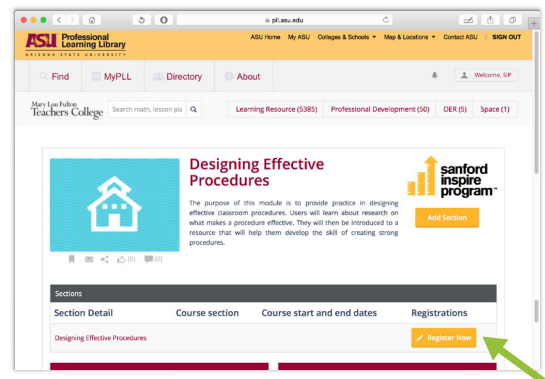 pll.asu.edu
ASU Professional Learning Library
ARIZONA STATE UNIVERSITY
ASU Home My ASU Colleges & Schools Map & Locations Contact ASU SIGN OUT
Find MyPLL Directory About Welcome, SIP
Mary Lou Fulton
Teachers College
Search math, lesson pla
Learning Resource (5385) Professional Development (50) OER (5) Space (1)
Designing Effective
Procedures
The purpose of this module is to provide practice in designing
effective classroom procedures. Users will learn about research on
what makes a procedure effective. They will then be introduced to a
resource that will help them develop the skill of creating strong
procedures.
sanford
inspire
program™
Add Section
(0) (0)
Sections
Section Detail Course section Course start and end dates Registrations
Designing Effective Procedures Register Now